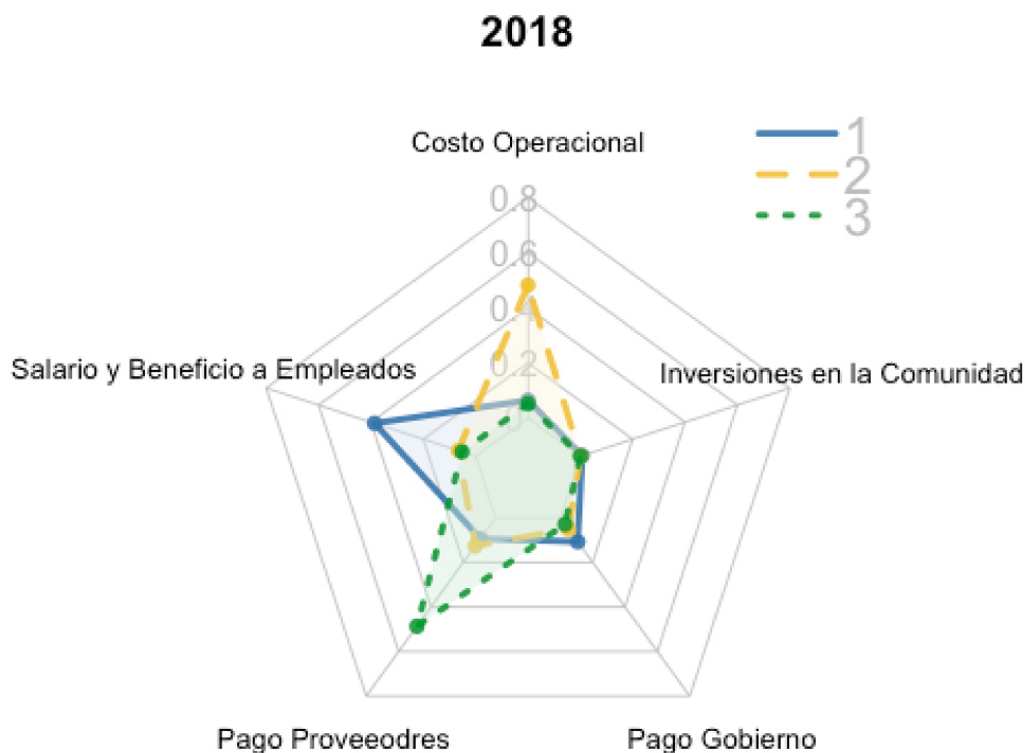 2018
Costo Operacional
1
2
3
0.8
0.6
0.4
0.2
0
Salario y Beneficio a Empleados
Inversiones en la Comunidad
Pago Proveeodres
Pago Gobierno